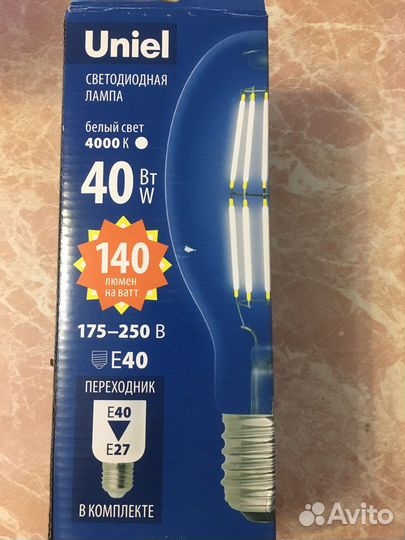 Uniel
СВЕТОДИОДНАЯ
ЛАМПА
белый свет
4000 К
40 Вт
W
140
люмен
на ватт
175–250 В
E40
ПЕРЕХОДНИК
E40
E27
В КОМПЛЕКТЕ
Avito